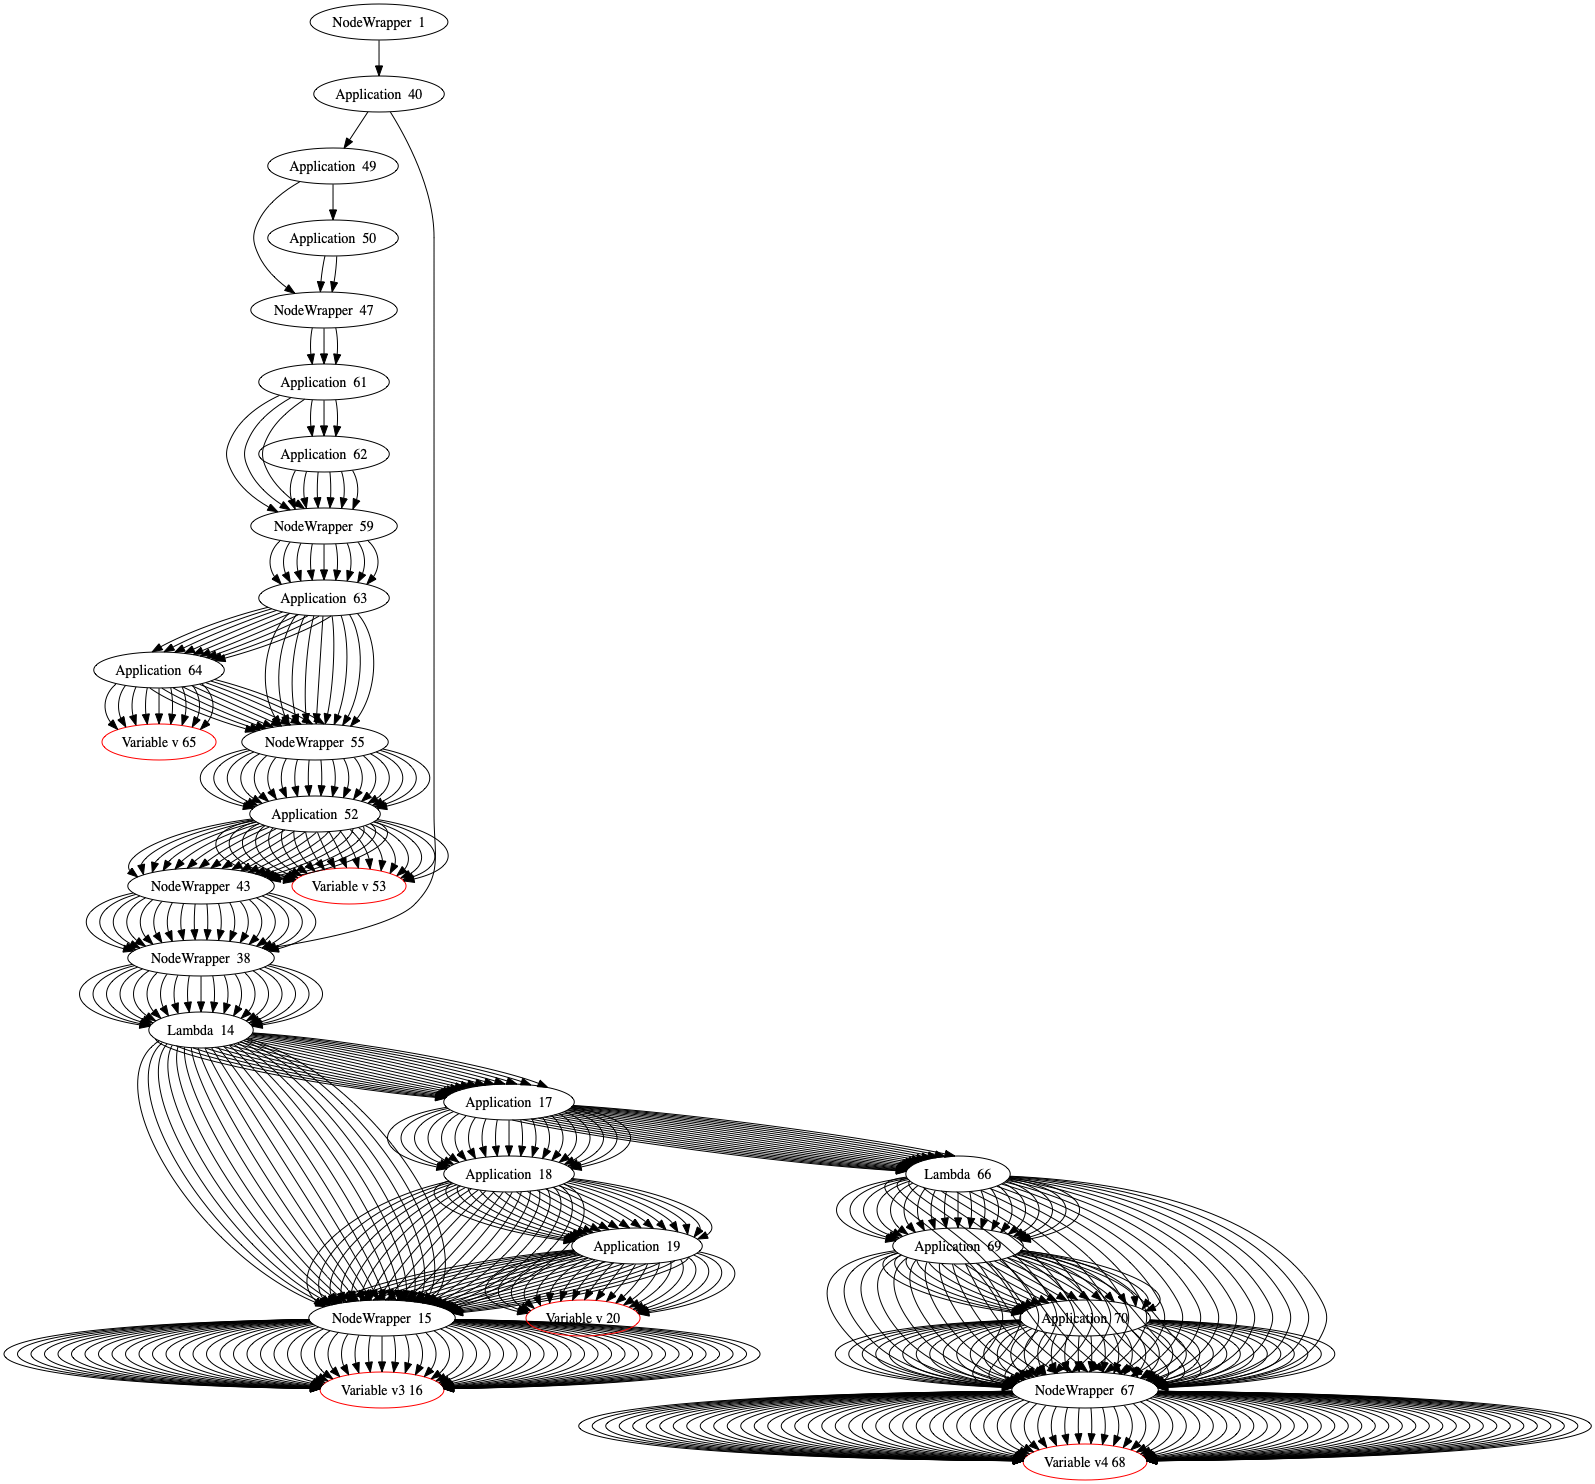 NodeWrapper 1
Application 40
Application 49
Application 50
NodeWrapper 47
Application 61
Application 62
NodeWrapper 59
Application 63
Application 64
Variable v 65
NodeWrapper 55
Application 52
NodeWrapper 43
Variable v 53
NodeWrapper 38
Lambda 14
Application 17
Application 18
Lambda 66
Application 19
Application 69
NodeWrapper 15
Variable v 20
Application 70
Variable v3 16
NodeWrapper 67
Variable v4 68